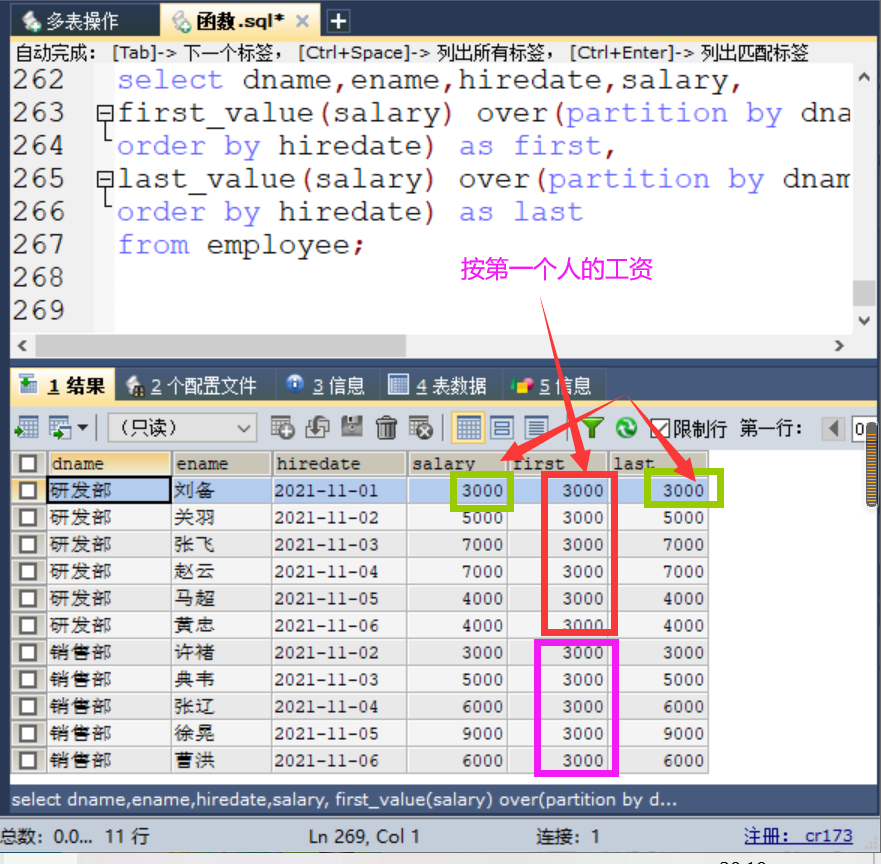 多表操作
函数.sql*
自动完成： [Tab]-> 下一个标签， [Ctrl+Space]-> 列出所有标签， [Ctrl+Enter]-> 列出匹配标签
262 select dname,ename,hiredate,salary,
263 first_value(salary) over(partition by dna
264 order by hiredate) as first,
265 last_value(salary) over(partition by dnam
266 order by hiredate) as last
267 from employee;
268
269
按第一个人的工资
1 结果 2 个配置文件 3 信息 4 表数据 5 信息
（只读） 限制行 第一行： 0
dname ename hiredate salary first last
研发部 刘备 2021-11-01 3000 3000 3000
研发部 关羽 2021-11-02 5000 3000 5000
研发部 张飞 2021-11-03 7000 3000 7000
研发部 赵云 2021-11-04 7000 3000 7000
研发部 马超 2021-11-05 4000 3000 4000
研发部 黄忠 2021-11-06 4000 3000 4000
销售部 许褚 2021-11-02 3000 3000 3000
销售部 典韦 2021-11-03 5000 3000 5000
销售部 张辽 2021-11-04 6000 3000 6000
销售部 徐晃 2021-11-05 9000 3000 9000
销售部 曹洪 2021-11-06 6000 3000 6000
select dname,ename,hiredate,salary, first_value(salary) over(partition by d...
总数: 0.0... 11 行 Ln 269, Col 1 连接: 1 注册: cr173